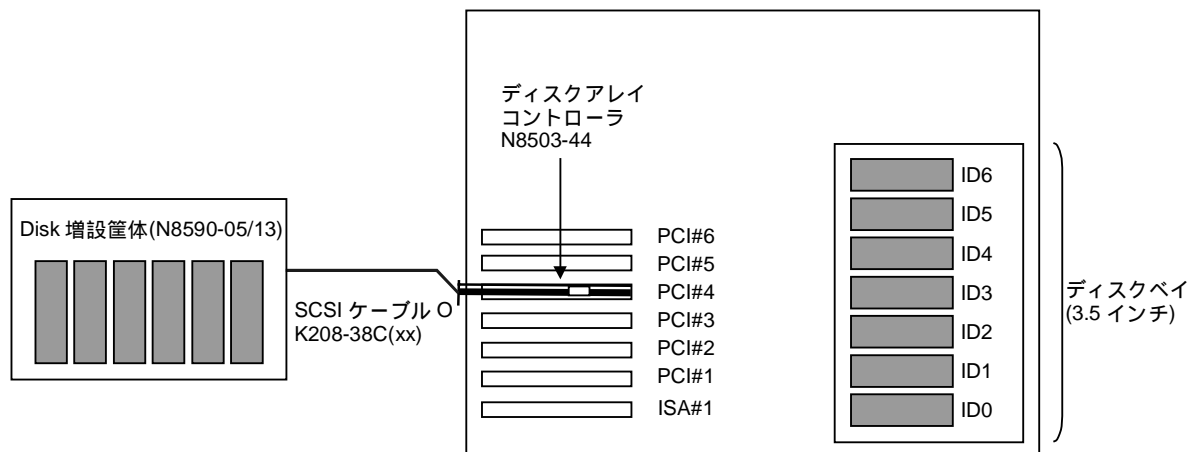 ディスクアレイ
コントローラ
N8503-44
Disk 増設筐体(N8590-05/13)
SCSI ケーブル O
K208-38C(xx)
PCI#6
PCI#5
PCI#4
PCI#3
PCI#2
PCI#1
ISA#1
ID6
ID5
ID4
ID3
ID2
ID1
ID0
ディスクベイ
(3.5 インチ)